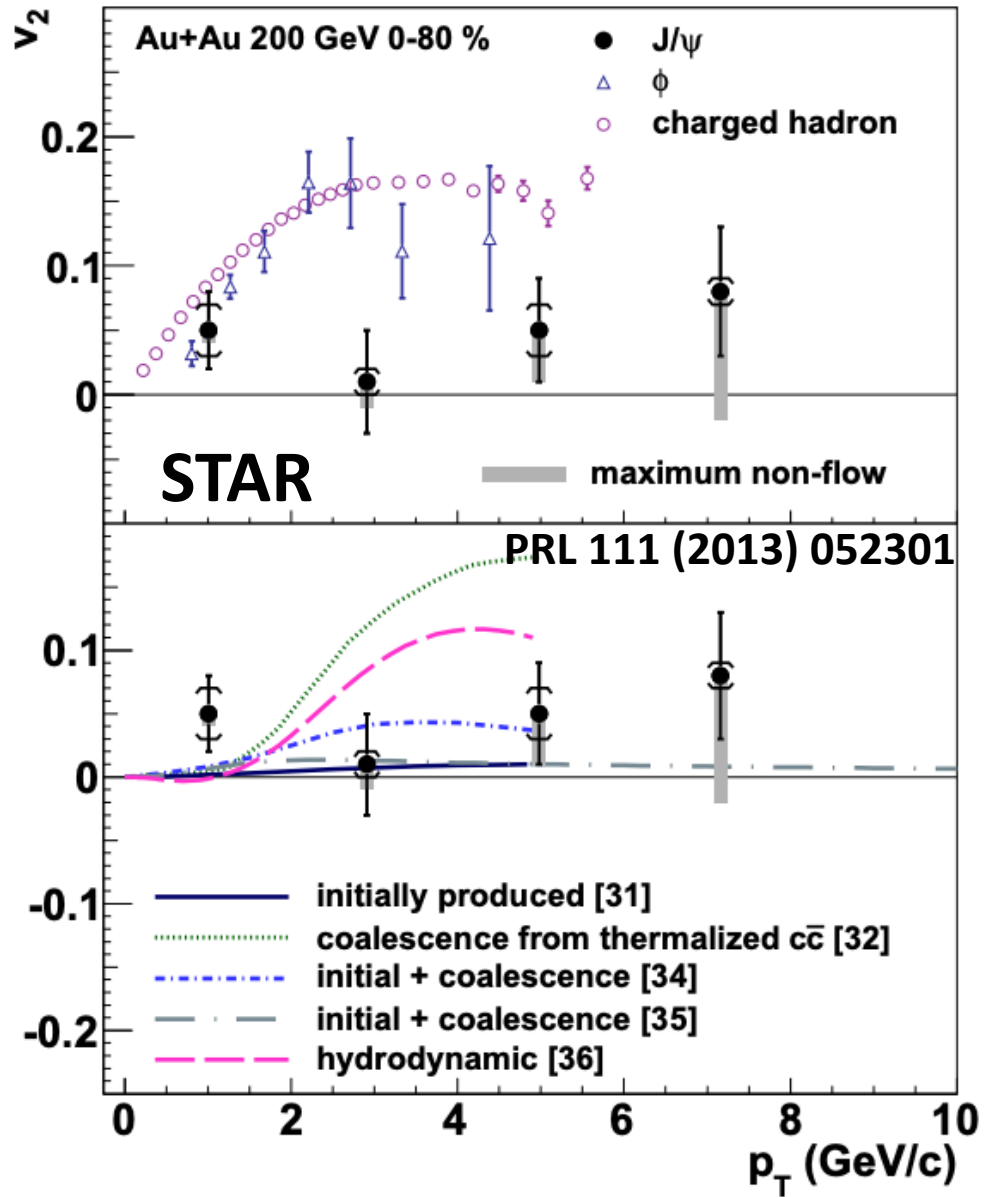 v₂
Au+Au 200 GeV 0-80 %
J/ψ
ϕ
charged hadron
0.2
0.1
0
STAR
maximum non-flow
PRL 111 (2013) 052301
0.1
0
-0.1
-0.2
initially produced [31]
coalescence from thermalized cc̅ [32]
initial + coalescence [34]
initial + coalescence [35]
hydrodynamic [36]
0 2 4 6 8 10
p_T (GeV/c)